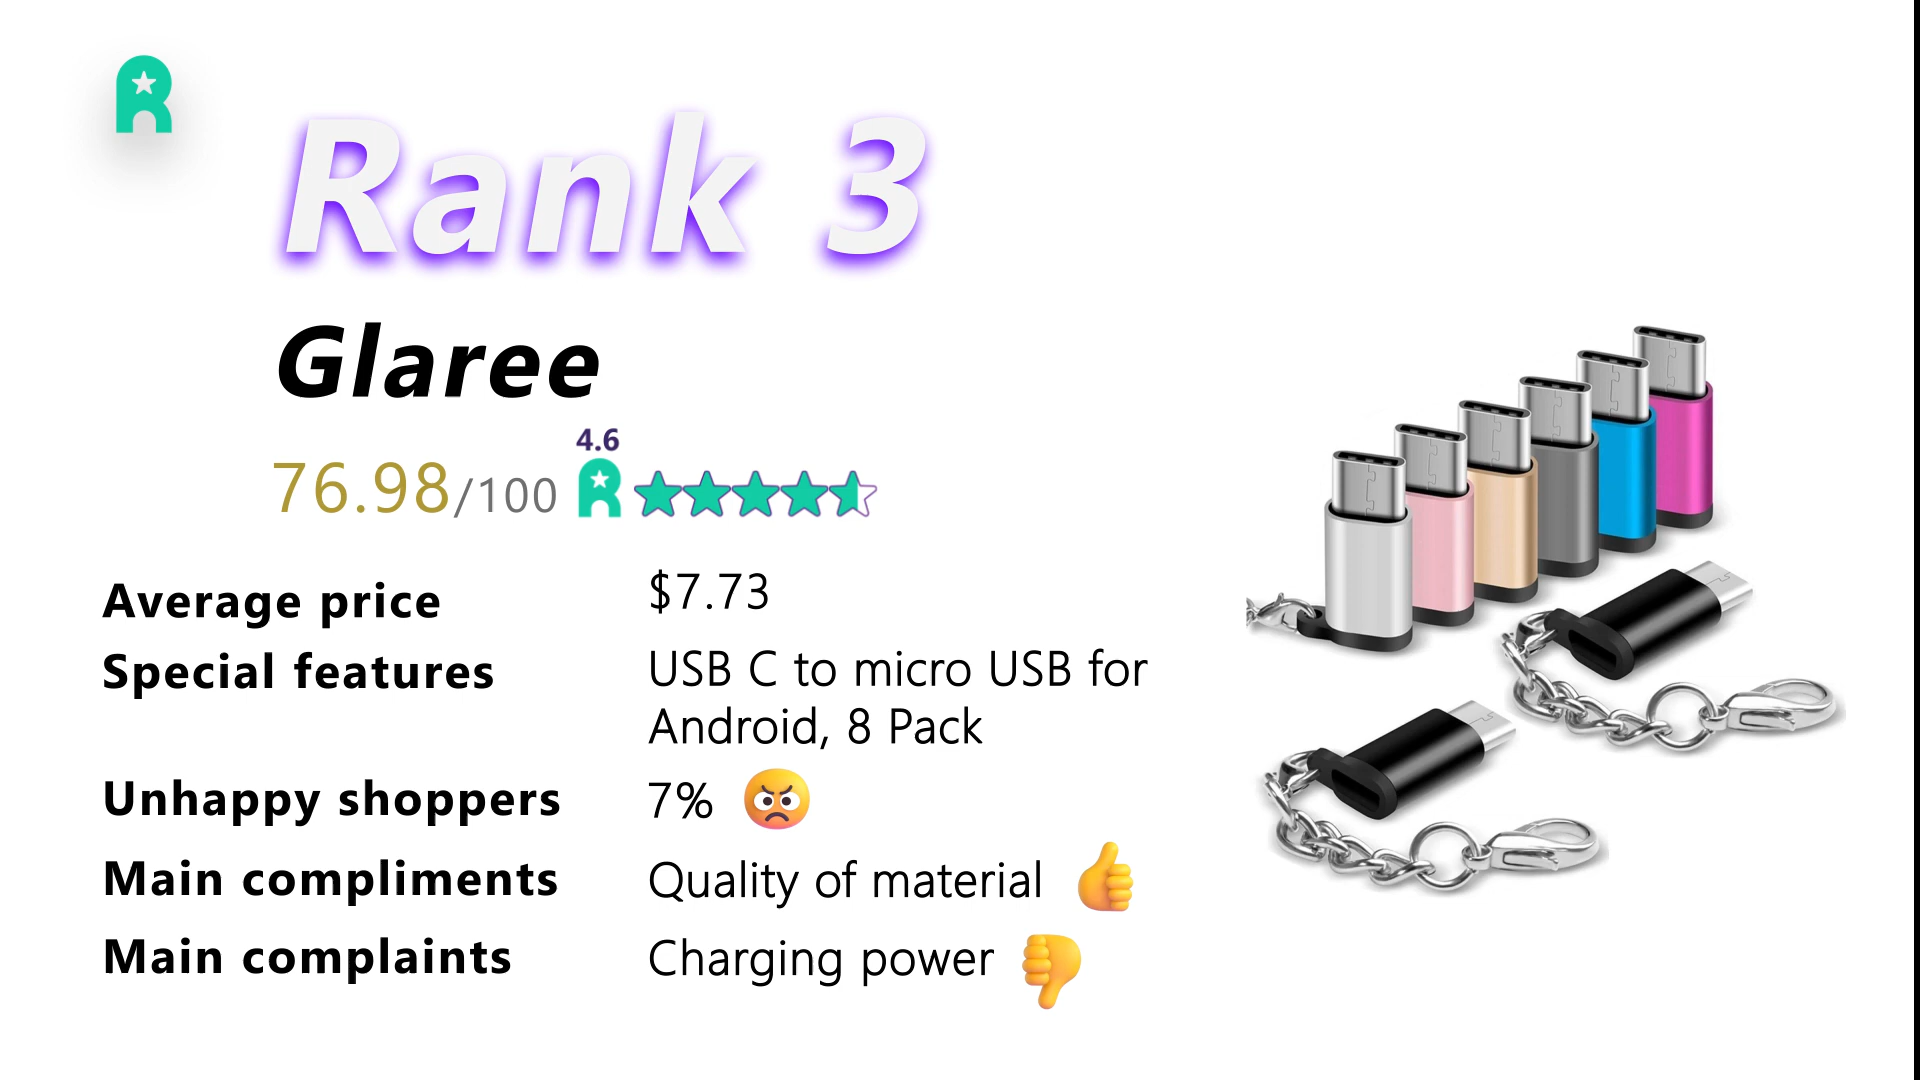 Rank 3
Glaree
4.6
76.98/100
Average price $7.73
Special features USB C to micro USB for
Android, 8 Pack
Unhappy shoppers 7%
Main compliments Quality of material
Main complaints Charging power